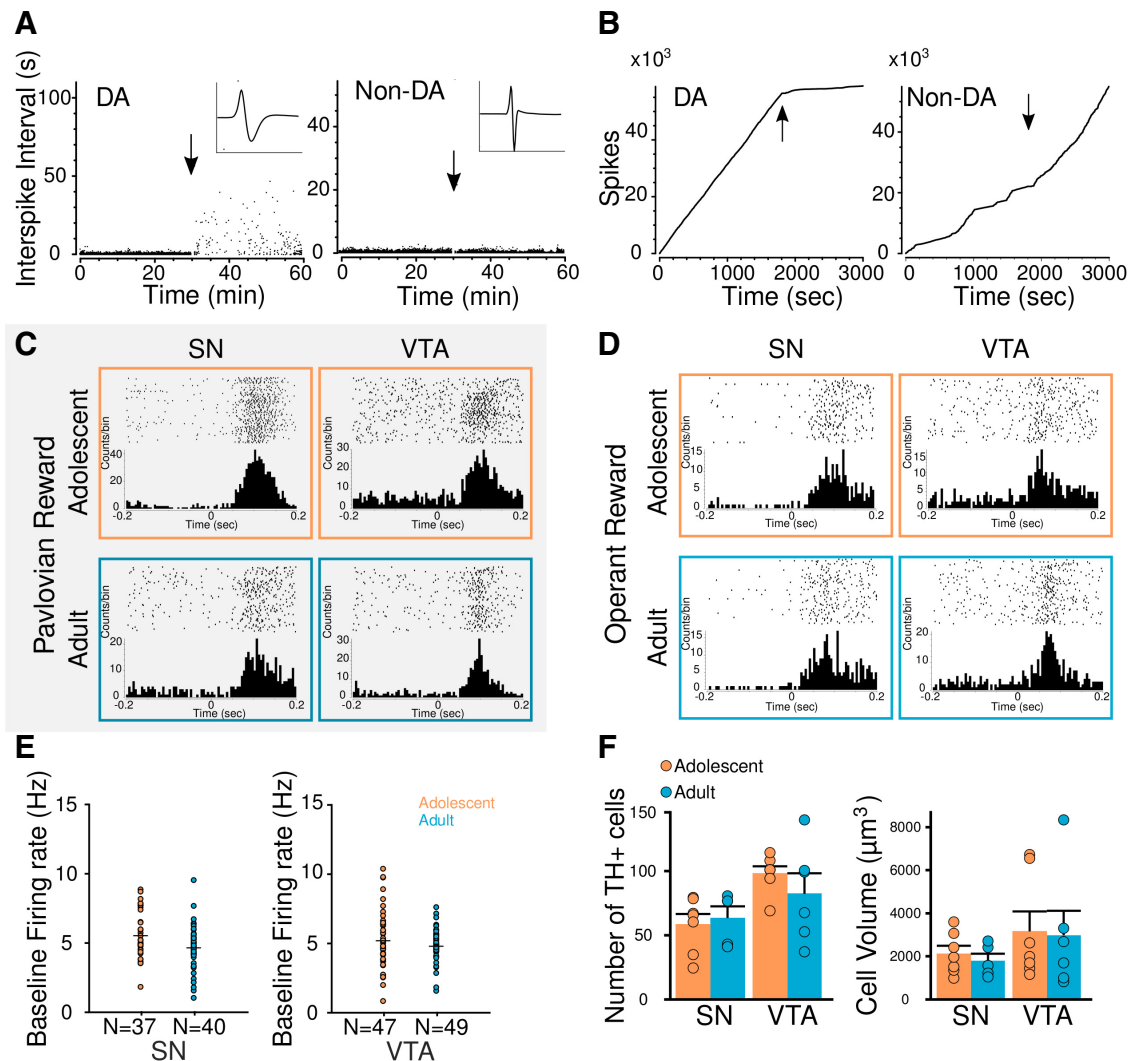 A
Interspike Interval (s)
DA
100
50
0
0 20 40 60
Time (min)
Non-DA
40
20
0
0 20 40 60
Time (min)
B
x10³
Spikes
DA
40
20
0
0 1000 2000 3000
Time (sec)
x10³
Non-DA
40
20
0
0 1000 2000 3000
Time (sec)
C
SN VTA
Pavlovian Reward
Adolescent
Counts/bin
40
20
0
-0.2 0 0.2
Time (sec)
Counts/bin
30
20
10
0
-0.2 0 0.2
Time (sec)
Adult
Counts/bin
20
10
0
-0.2 0 0.2
Time (sec)
Counts/bin
30
20
10
0
-0.2 0 0.2
Time (sec)
D
SN VTA
Operant Reward
Adolescent
Counts/bin
15
10
5
0
-0.2 0 0.2
Time (sec)
Counts/bin
15
10
5
0
-0.2 0 0.2
Time (sec)
Adult
Counts/bin
15
10
5
0
-0.2 0 0.2
Time (sec)
Counts/bin
20
10
0
-0.2 0 0.2
Time (sec)
E
Baseline Firing rate (Hz)
15
10
5
0
N=37 N=40
SN
Baseline Firing rate (Hz)
15
10
5
0
Adolescent
Adult
N=47 N=49
VTA
F
Adolescent
Adult
Number of TH+ cells
150
100
50
0
SN VTA
Cell Volume (µm³)
8000
6000
4000
2000
0
SN VTA